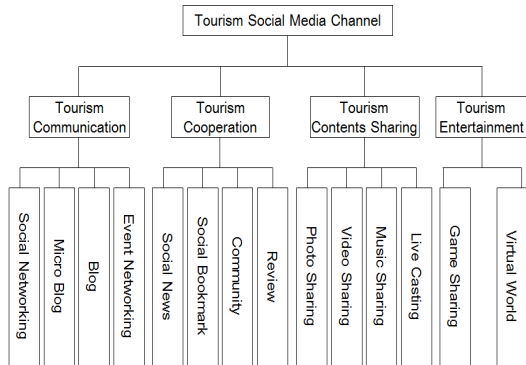 Tourism Social Media Channel
Tourism
Communication
Tourism
Cooperation
Tourism
Contents Sharing
Tourism
Entertainment
Social Networking
Micro Blog
Blog
Event Networking
Social News
Social Bookmark
Community
Review
Photo Sharing
Video Sharing
Music Sharing
Live Casting
Game Sharing
Virtual World